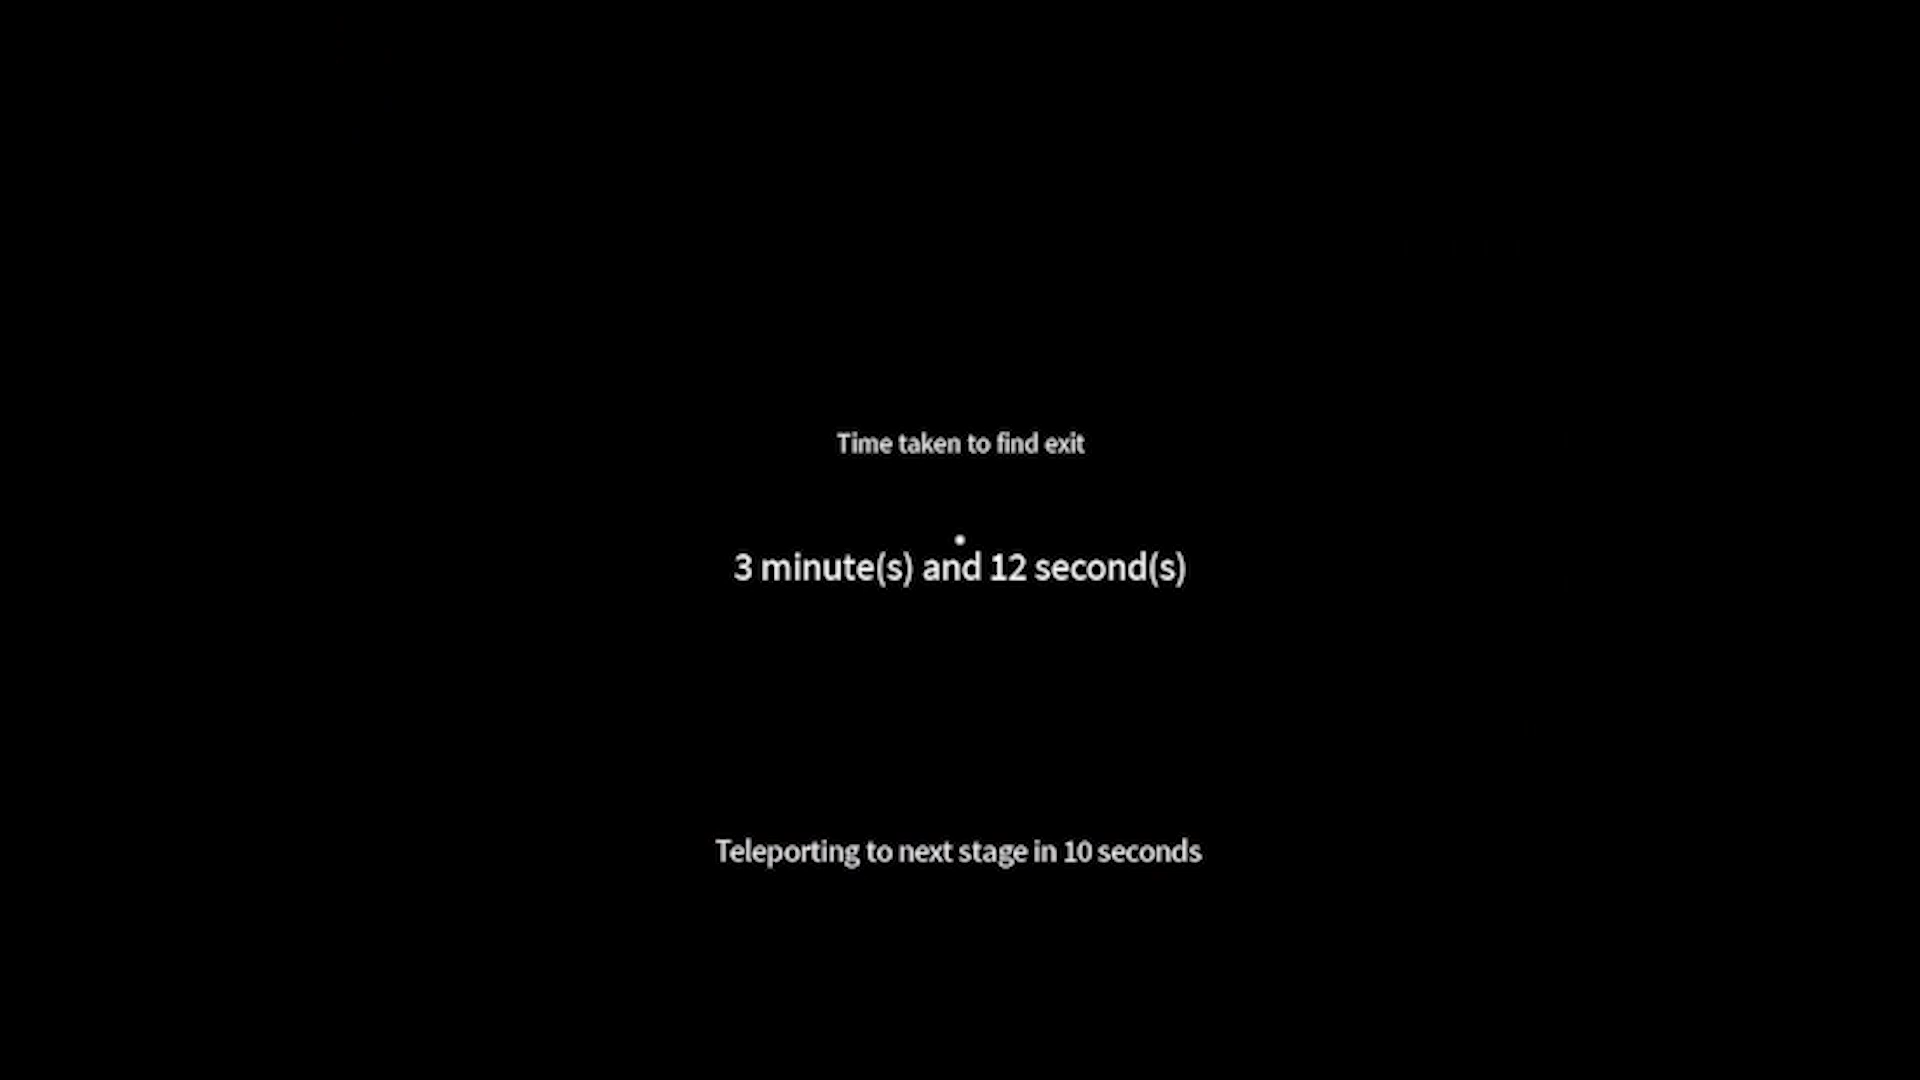 Time taken to find exit
3 minute(s) and 12 second(s)
Teleporting to next stage in 10 seconds